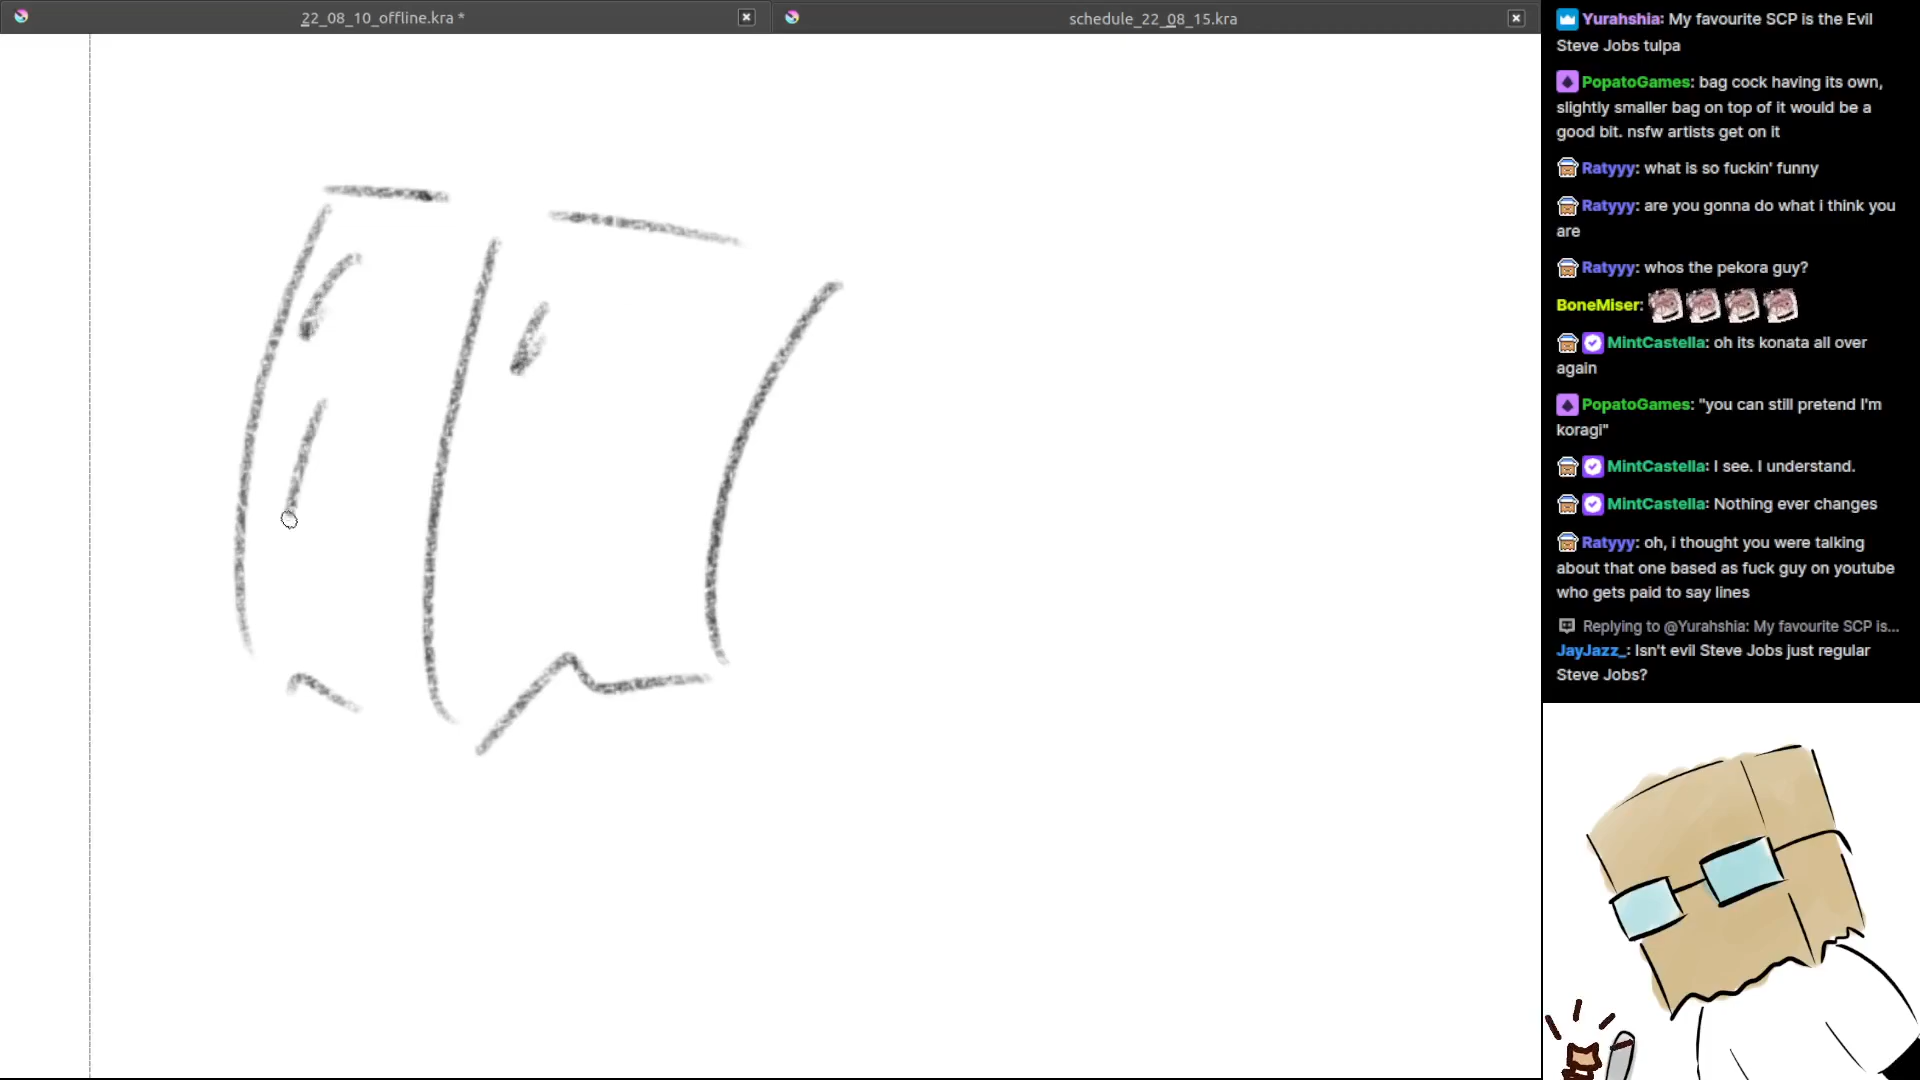 22_08_10_offline.kra *
schedule_22_08_15.kra
Yurahshia: My favourite SCP is the Evil
Steve Jobs tulpa
PopatoGames: bag cock having its own,
slightly smaller bag on top of it would be a
good bit. nsfw artists get on it
Ratyyy: what is so fuckin' funny
Ratyyy: are you gonna do what i think you
are
Ratyyy: whos the pekora guy?
BoneMiser:
MintCastella: oh its konata all over
again
PopatoGames: "you can still pretend I'm
koragi"
MintCastella: I see. I understand.
MintCastella: Nothing ever changes
Ratyyy: oh, i thought you were talking
about that one based as fuck guy on youtube
who gets paid to say lines
Replying to @Yurahshia: My favourite SCP is...
JayJazz_: Isn't evil Steve Jobs just regular
Steve Jobs?